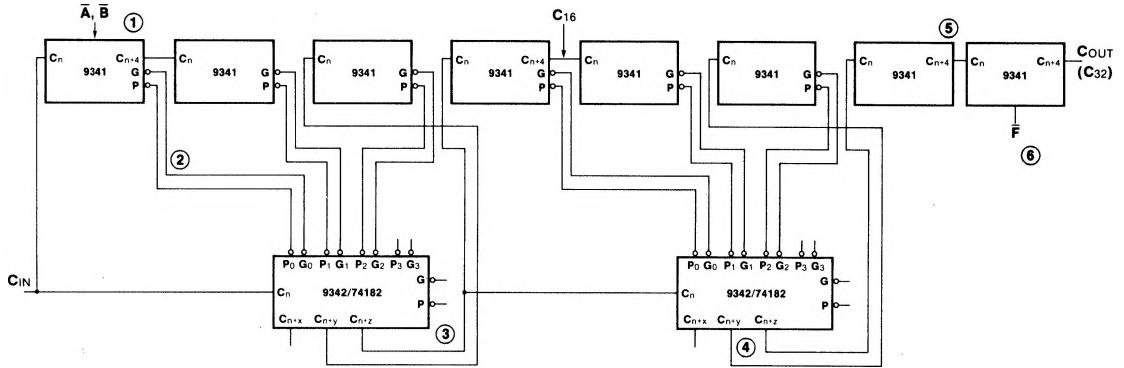 A̅, B̅
①
Cn
Cn+4
G
P
9341
G
P
9341
Cn
G
P
9341
C16
Cn
Cn+4
G
P
9341
G
P
9341
Cn
G
P
9341
⑤
Cn
Cn+4
9341
Cn+4
9341
COUT
(C32)
F̅
⑥
②
CIN
P0 G0 P1 G1 P2 G2 P3 G3
G
P
Cn
9342/74182
Cn+x Cn+y Cn+z
③
P0 G0 P1 G1 P2 G2 P3 G3
G
P
Cn
9342/74182
Cn+x Cn+y Cn+z
④